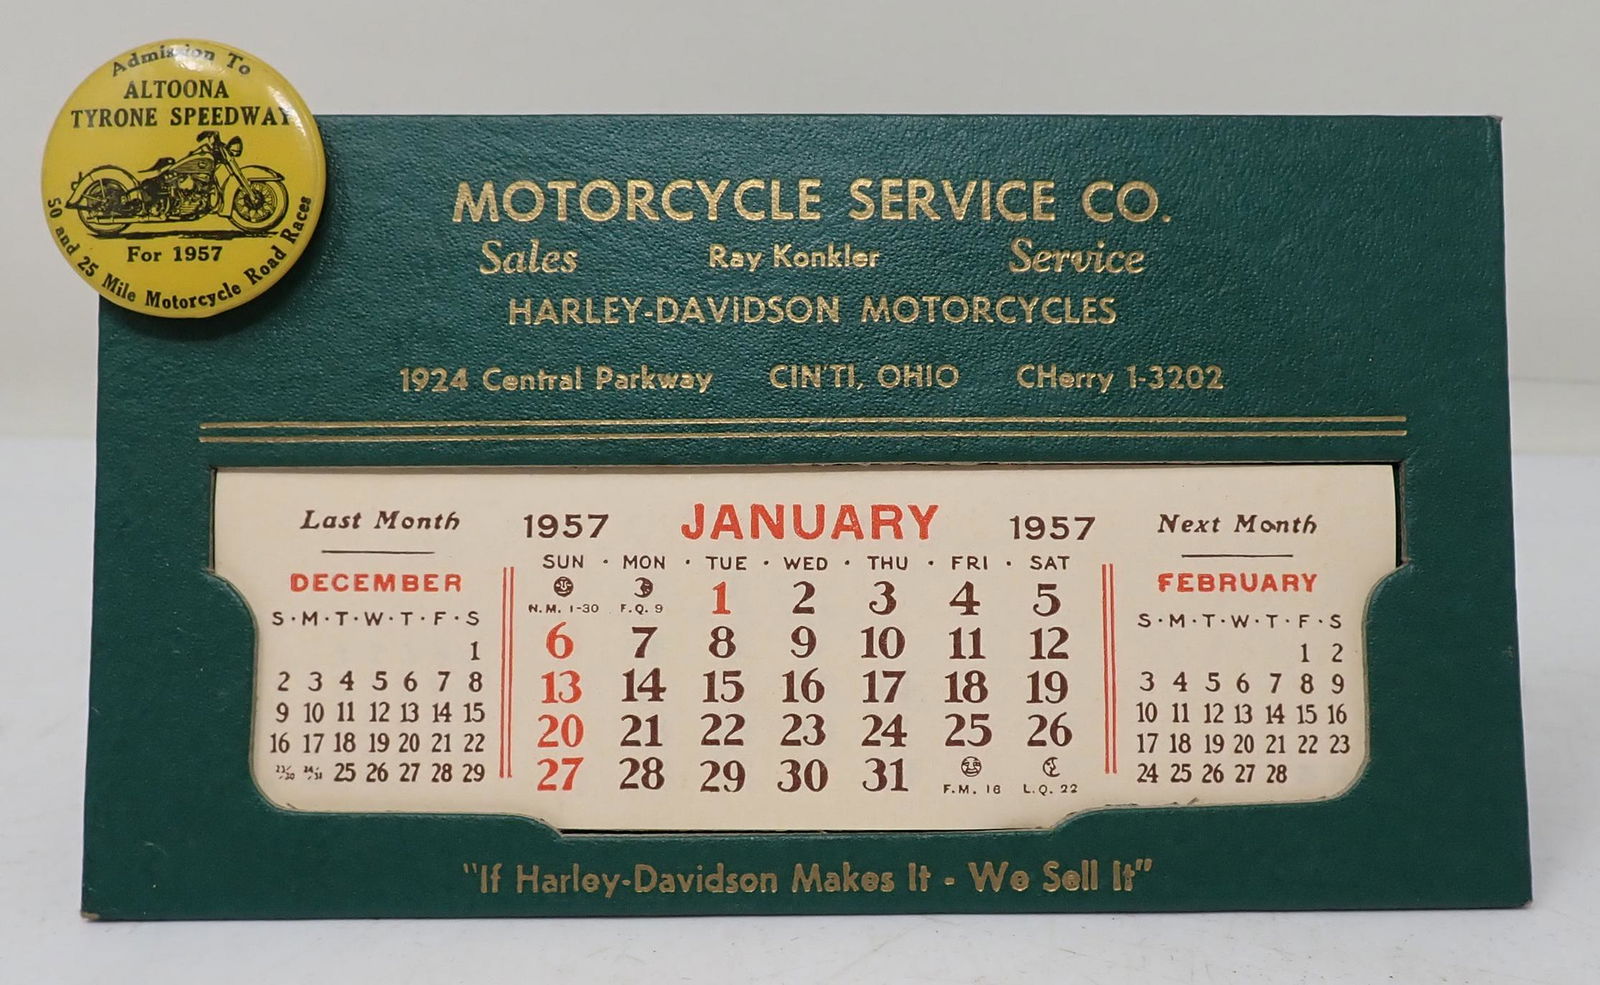 Admission To
ALTOONA
TYRONE SPEEDWAY
For 1957
50 and 25 Mile Motorcycle Road Races
MOTORCYCLE SERVICE CO.
Sales Ray Konkler Service
HARLEY-DAVIDSON MOTORCYCLES
1924 Central Parkway CIN'TI, OHIO CHerry 1-3202
Last Month
DECEMBER
S·M·T·W·T·F·S
1
2 3 4 5 6 7 8
9 10 11 12 13 14 15
16 17 18 19 20 21 22
23/30 24/31 25 26 27 28 29
1957 JANUARY 1957
SUN · MON · TUE · WED · THU · FRI · SAT
N.M. 1-30 F.Q. 9 1 2 3 4 5
6 7 8 9 10 11 12
13 14 15 16 17 18 19
20 21 22 23 24 25 26
27 28 29 30 31 F.M. 16 L.Q. 22
Next Month
FEBRUARY
S·M·T·W·T·F·S
1 2
3 4 5 6 7 8 9
10 11 12 13 14 15 16
17 18 19 20 21 22 23
24 25 26 27 28
"If Harley-Davidson Makes It - We Sell It"